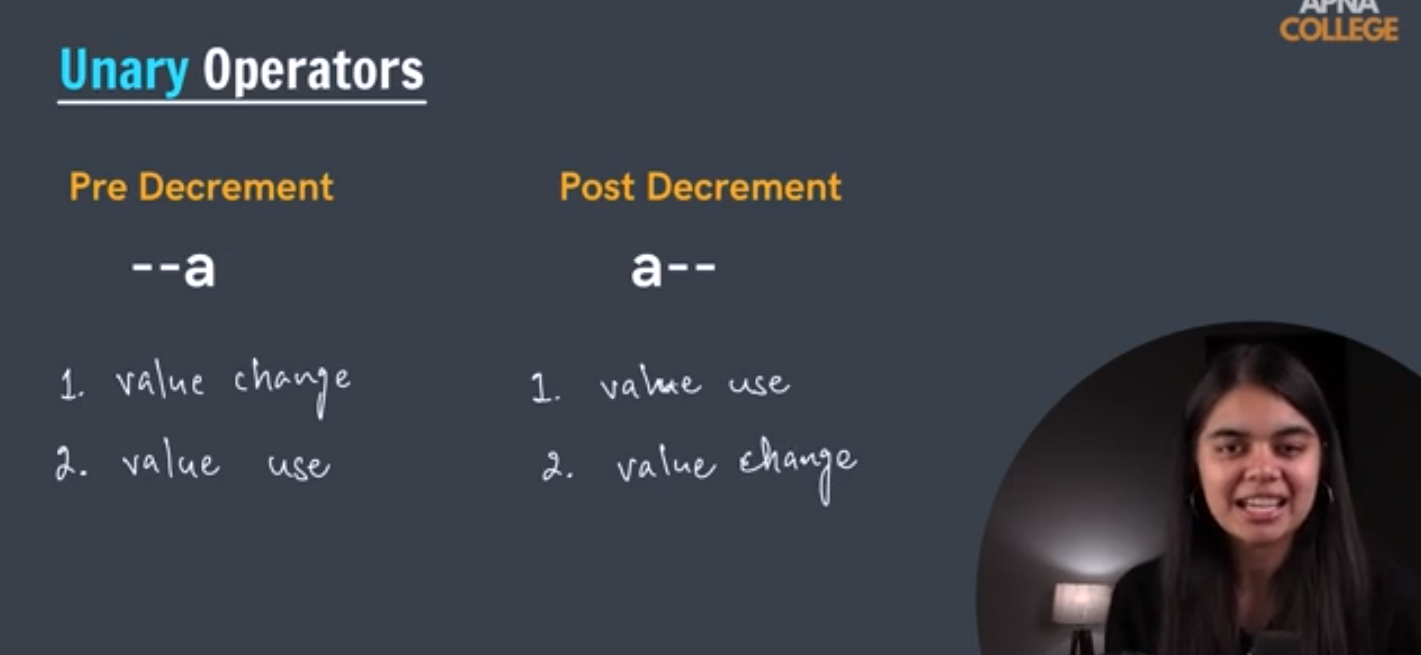 APNA
COLLEGE
Unary Operators
Pre Decrement
--a
1. value change
2. value use
Post Decrement
a--
1. value use
2. value change